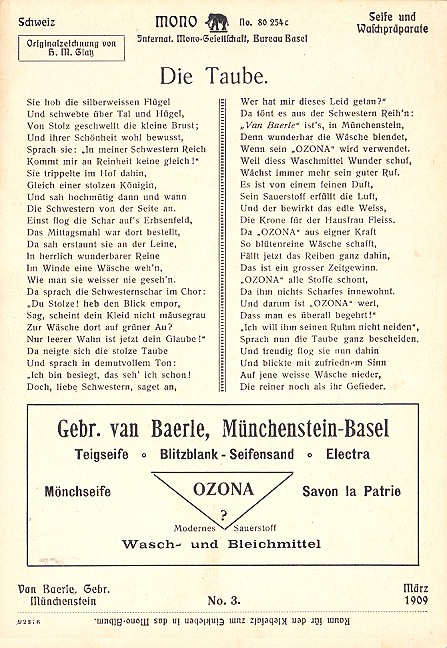 Schweiz
MONO No. 80 254c
Seife und
Waschpräparate
Originalzeichnung von
H. M. Glatz
Internat. Mono-Gesellschaft, Bureau Basel
Die Taube.
Sie hob die silberweissen Flügel
Und schwebte über Tal und Hügel,
Von Stolz geschwellt die kleine Brust;
Und ihrer Schönheit wohl bewusst,
Sprach sie: „In meiner Schwestern Reich
Kommt mir an Reinheit keine gleich!“
Sie trippelte im Hof dahin,
Gleich einer stolzen Königin,
Und sah hochmütig dann und wann
Die Schwestern von der Seite an.
Einst flog die Schar auf's Erbsenfeld,
Das Mittagsmahl war dort bestellt,
Da sah erstaunt sie an der Leine,
In herrlich wunderbarer Reine
Im Winde eine Wäsche weh'n,
Wie man sie weisser nie geseh'n.
Da sprach die Schwesternschar im Chor:
„Du Stolze! heb den Blick empor,
Sag, scheint dein Kleid nicht mäusegrau
Zur Wäsche dort auf grüner Au?
Nur leerer Wahn ist jetzt dein Glaube!“
Da neigte sich die stolze Taube
Und sprach in demutvollem Ton:
„Ich bin besiegt, das seh' ich schon!
Doch, liebe Schwestern, saget an,
Wer hat mir dieses Leid getan?“
Da tönt es aus der Schwestern Reih'n:
„Van Baerle“ ist's, in Münchenstein,
Denn wunderbar die Wäsche blendet,
Wenn sein „OZONA“ wird verwendet.
Weil diess Waschmittel Wunder schuf,
Wächst immer mehr sein guter Ruf.
Es ist von einem feinen Duft,
Sein Sauerstoff erfüllt die Luft,
Und der bewirkt das edle Weiss,
Die Krone für der Hausfrau Fleiss.
Da „OZONA“ aus eigner Kraft
So blütenreine Wäsche schafft,
Fällt jetzt das Reiben ganz dahin,
Das ist ein grosser Zeitgewinn.
„OZONA“ alle Stoffe schont,
Da ihm nichts Scharfes innewohnt.
Und darum ist „OZONA“ wert,
Dass man es überall begehrt!“
„Ich will ihm seinen Ruhm nicht neiden“,
Sprach nun die Taube ganz bescheiden.
Und freudig flog sie nun dahin
Und blickte mit zufriednem Sinn
Auf jene weisse Wäsche nieder,
Die reiner noch als ihr Gefieder.
Gebr. van Baerle, Münchenstein-Basel
Teigseife ∘ Blitzblank-Seifensand ∘ Electra
Mönchseife OZONA Savon la Patrie
?
Modernes Sauerstoff
Wasch- und Bleichmittel
Van Baerle, Gebr.
Münchenstein
No. 3.
März
1909
Raum für den Klebefalz zum Einkleben in das Mono-Album.